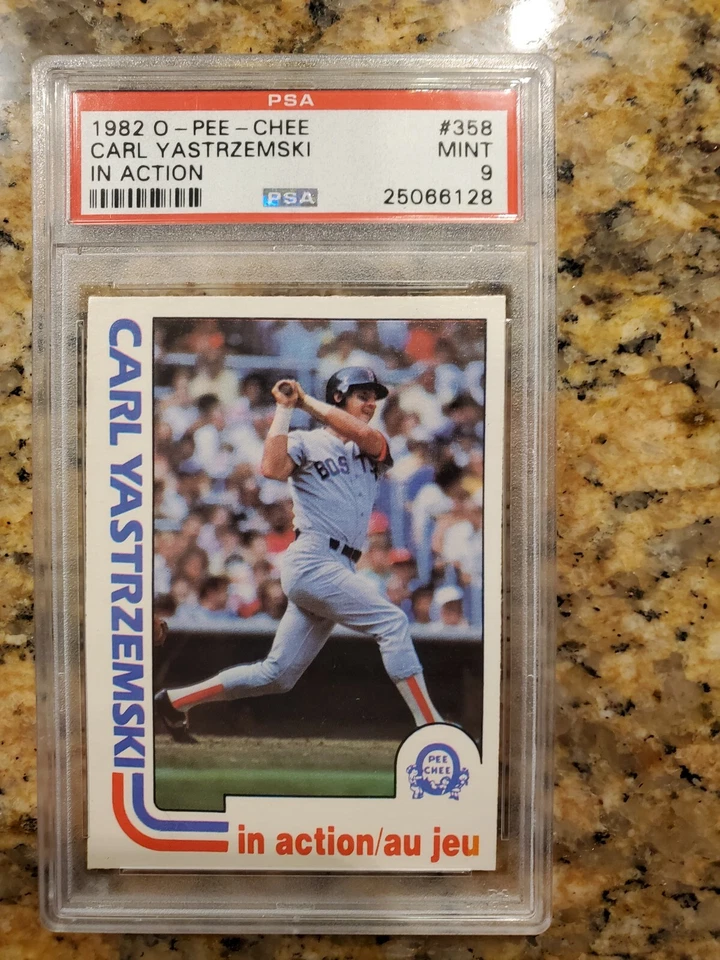 PSA
1982 O-PEE-CHEE #358
CARL YASTRZEMSKI MINT
IN ACTION 9
PSA 25066128
CARL YASTRZEMSKI
BOST
O
PEE
CHEE
in action/au jeu